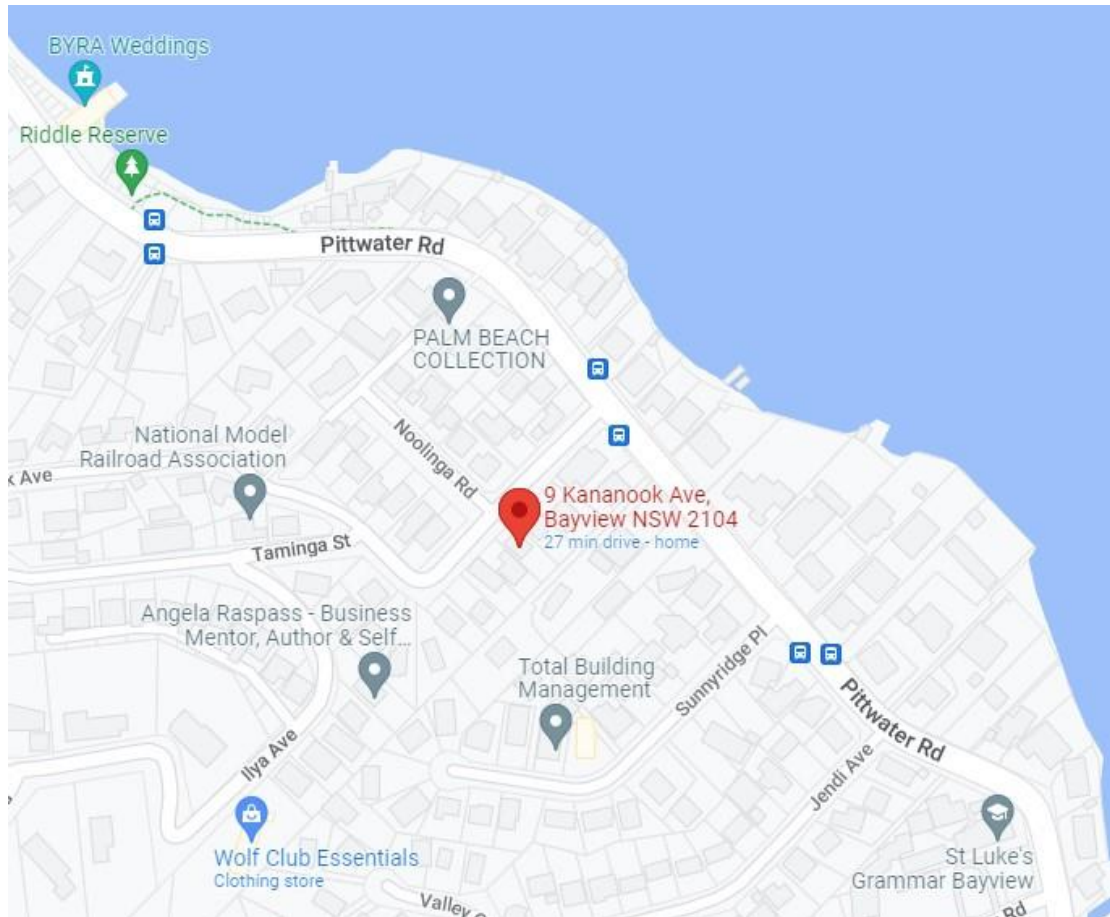 BYRA Weddings
Riddle Reserve
Pittwater Rd
PALM BEACH
COLLECTION
National Model
Railroad Association
Noolinga Rd
k Ave
9 Kananook Ave,
Bayview NSW 2104
27 min drive - home
Taminga St
Angela Raspass - Business
Mentor, Author & Self...
Total Building
Management
Sunnyridge Pl
Pittwater Rd
Ilya Ave
Jendi Ave
Wolf Club Essentials
Clothing store
St Luke's
Grammar Bayview
Valley
Rd